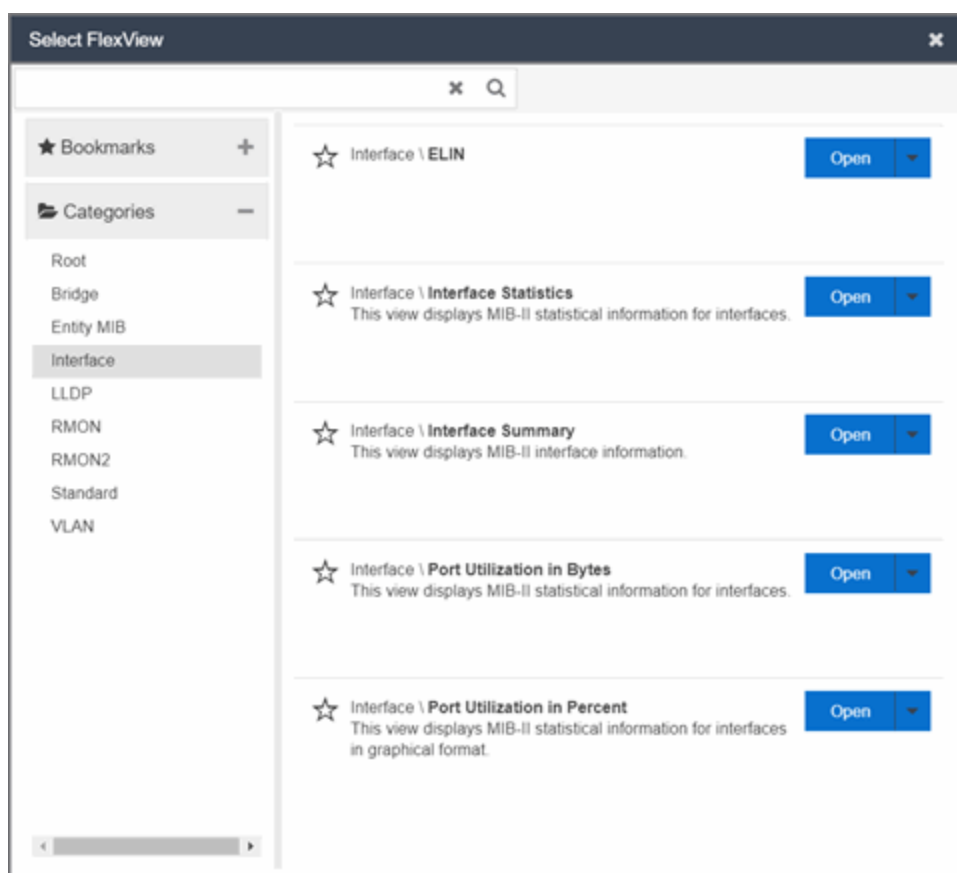 Select FlexView
Bookmarks
Categories
Root
Bridge
Entity MIB
Interface
LLDP
RMON
RMON2
Standard
VLAN
Interface \ ELIN
Open
Interface \ Interface Statistics
This view displays MIB-II statistical information for interfaces.
Open
Interface \ Interface Summary
This view displays MIB-II interface information.
Open
Interface \ Port Utilization in Bytes
This view displays MIB-II statistical information for interfaces.
Open
Interface \ Port Utilization in Percent
This view displays MIB-II statistical information for interfaces
in graphical format.
Open